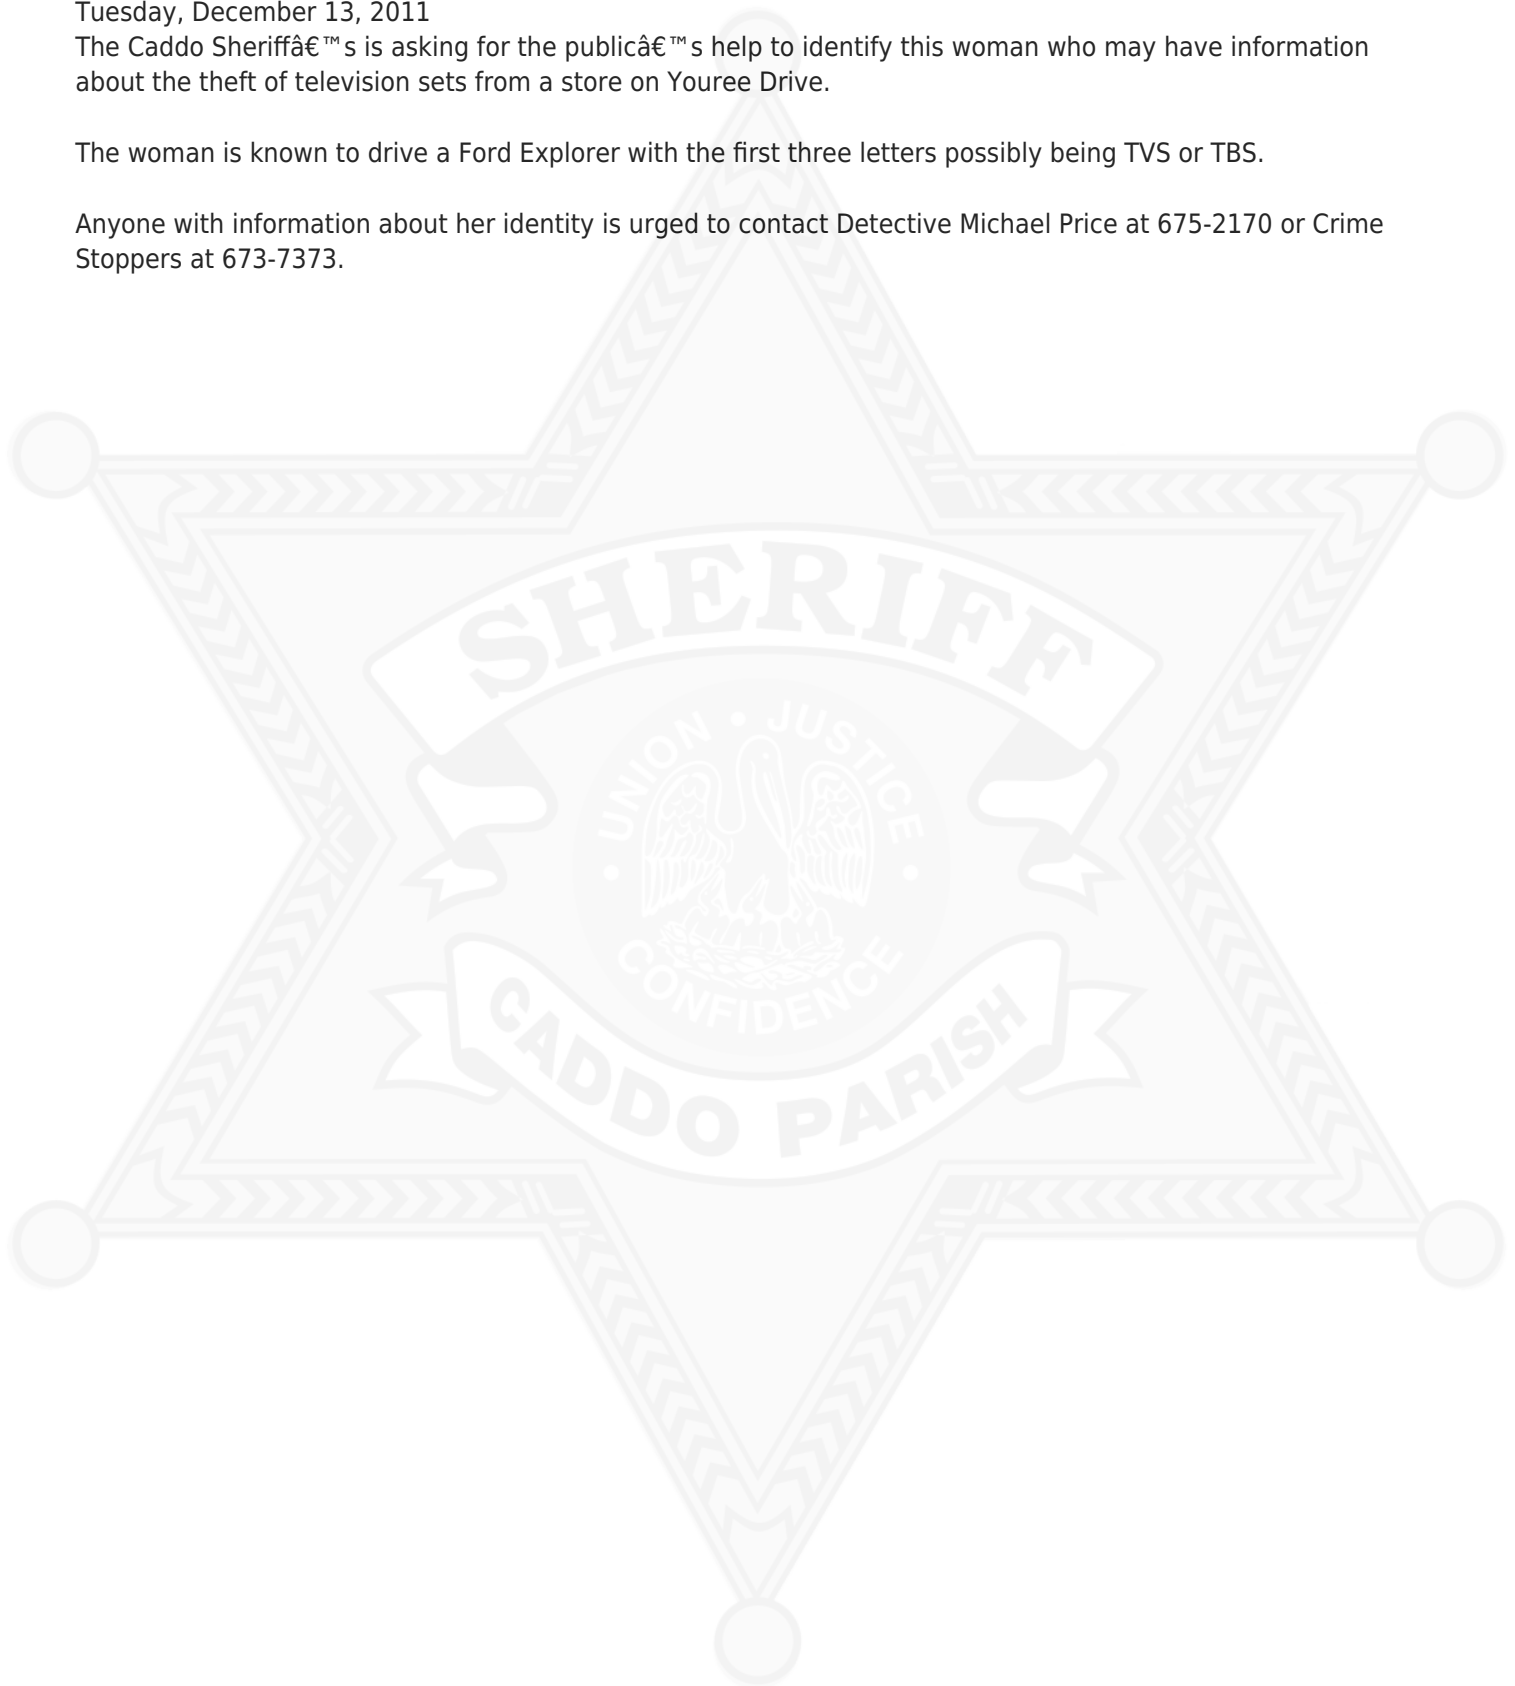 Tuesday, December 13, 2011
The Caddo Sheriffâ€™s is asking for the publicâ€™s help to identify this woman who may have information
about the theft of television sets from a store on Youree Drive.
The woman is known to drive a Ford Explorer with the first three letters possibly being TVS or TBS.
Anyone with information about her identity is urged to contact Detective Michael Price at 675-2170 or Crime
Stoppers at 673-7373.
SHERIFF
UNION • JUSTICE
• CONFIDENCE •
CADDO PARISH